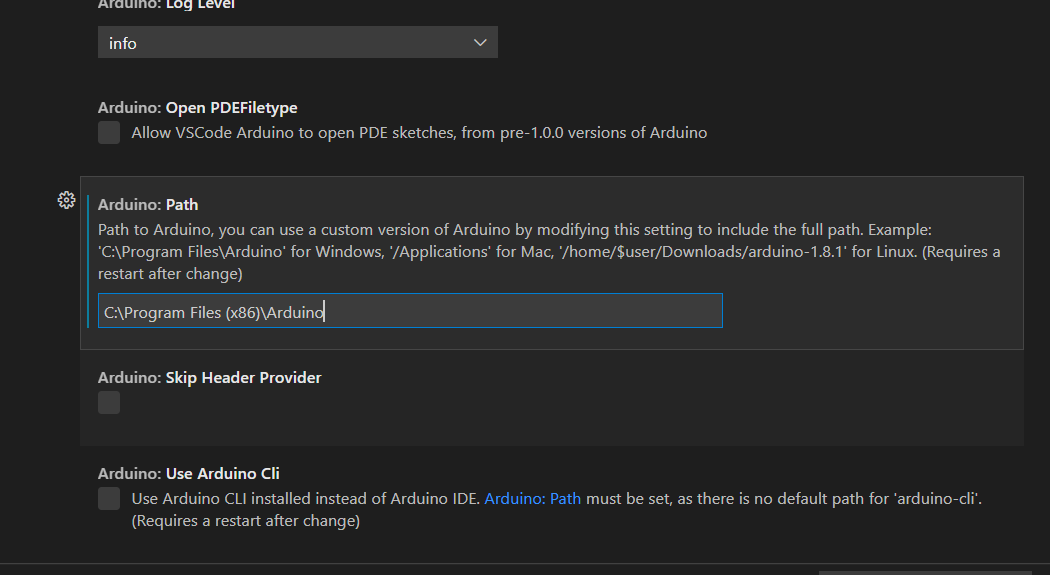 Arduino: Log Level
info
Arduino: Open PDEFiletype
Allow VSCode Arduino to open PDE sketches, from pre-1.0.0 versions of Arduino
Arduino: Path
Path to Arduino, you can use a custom version of Arduino by modifying this setting to include the full path. Example:
'C:\Program Files\Arduino' for Windows, '/Applications' for Mac, '/home/$user/Downloads/arduino-1.8.1' for Linux. (Requires a
restart after change)
C:\Program Files (x86)\Arduino
Arduino: Skip Header Provider
Arduino: Use Arduino Cli
Use Arduino CLI installed instead of Arduino IDE. Arduino: Path must be set, as there is no default path for 'arduino-cli'.
(Requires a restart after change)